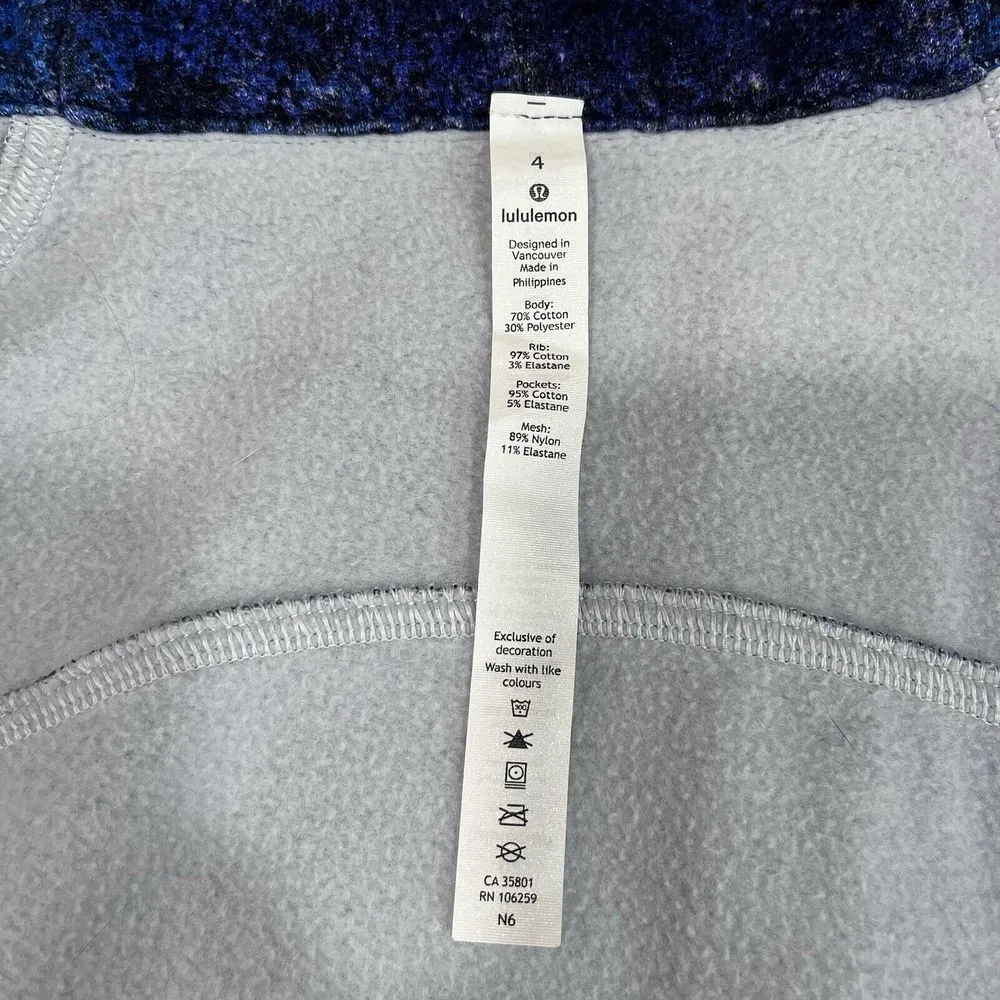 4
lululemon
Designed in
Vancouver
Made in
Philippines
Body:
70% Cotton
30% Polyester
Rib:
97% Cotton
3% Elastane
Pockets:
95% Cotton
5% Elastane
Mesh:
89% Nylon
11% Elastane
Exclusive of
decoration
Wash with like
colours
30C
CA 35801
RN 106259
N6